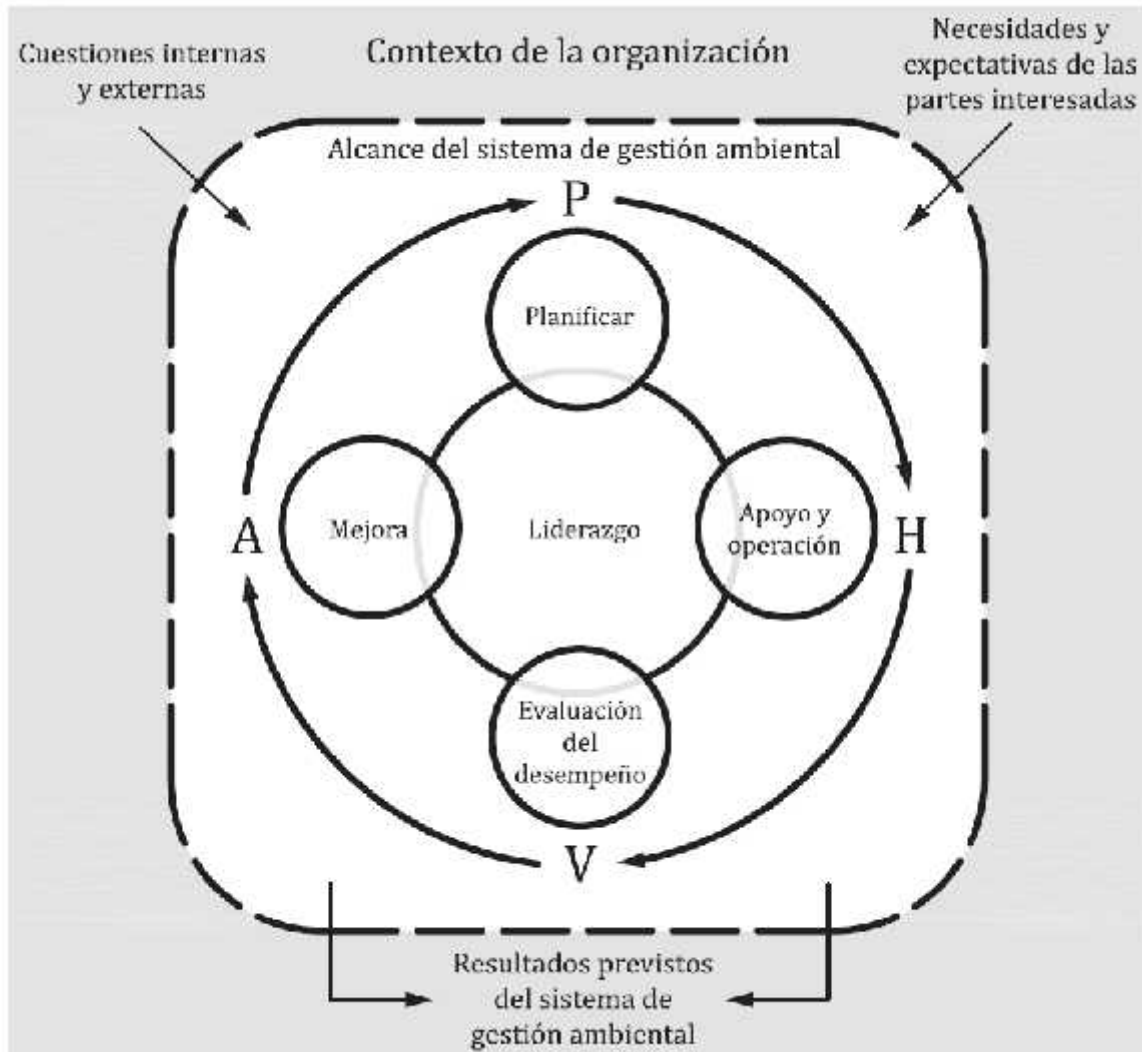 Cuestiones internas
y externas
Contexto de la organización
Necesidades y
expectativas de las
partes interesadas
Alcance del sistema de gestión ambiental
P
Planificar
A
Mejora
Liderazgo
Apoyo y
operación
H
Evaluación
del
desempeño
V
Resultados previstos
del sistema de
gestión ambiental